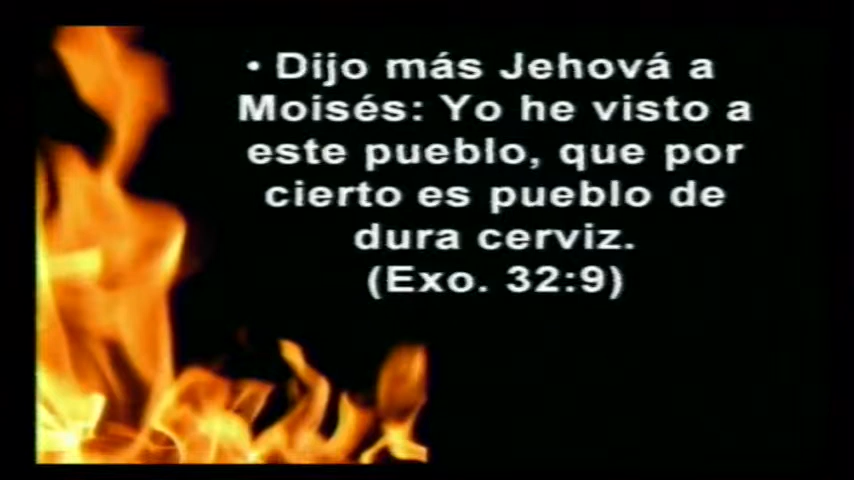 • Dijo más Jehová a
Moisés: Yo he visto a
este pueblo, que por
cierto es pueblo de
dura cerviz.
(Exo. 32:9)